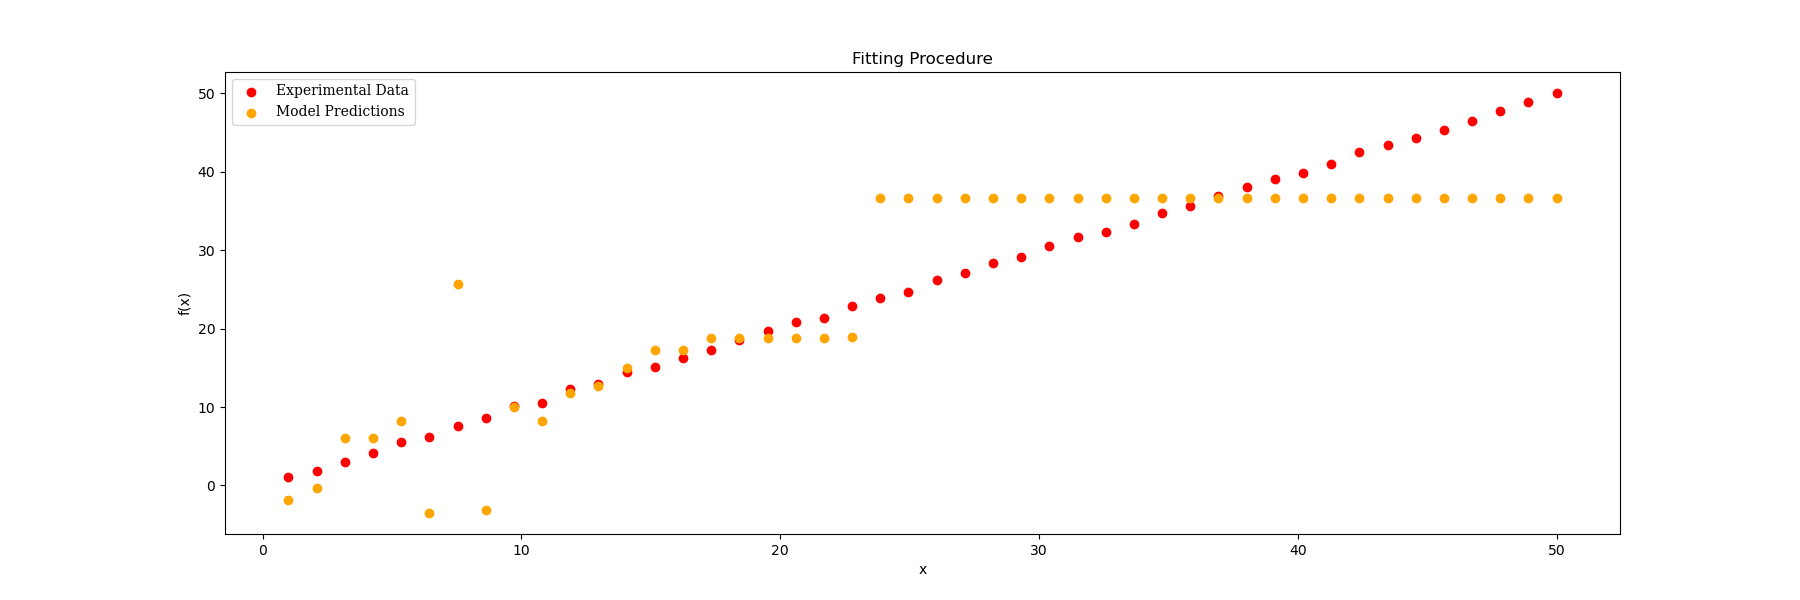 Fitting Procedure
Experimental Data
Model Predictions
50
40
30
20
10
0
f(x)
0 10 20 30 40 50
x